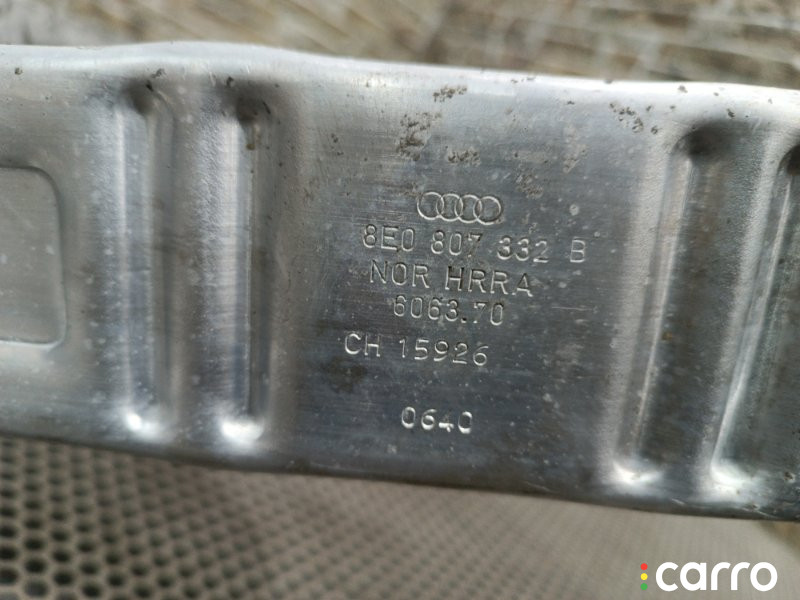 8E0 807 332 B
NOR HRRA
6063.70
CH 15926
0640
carro